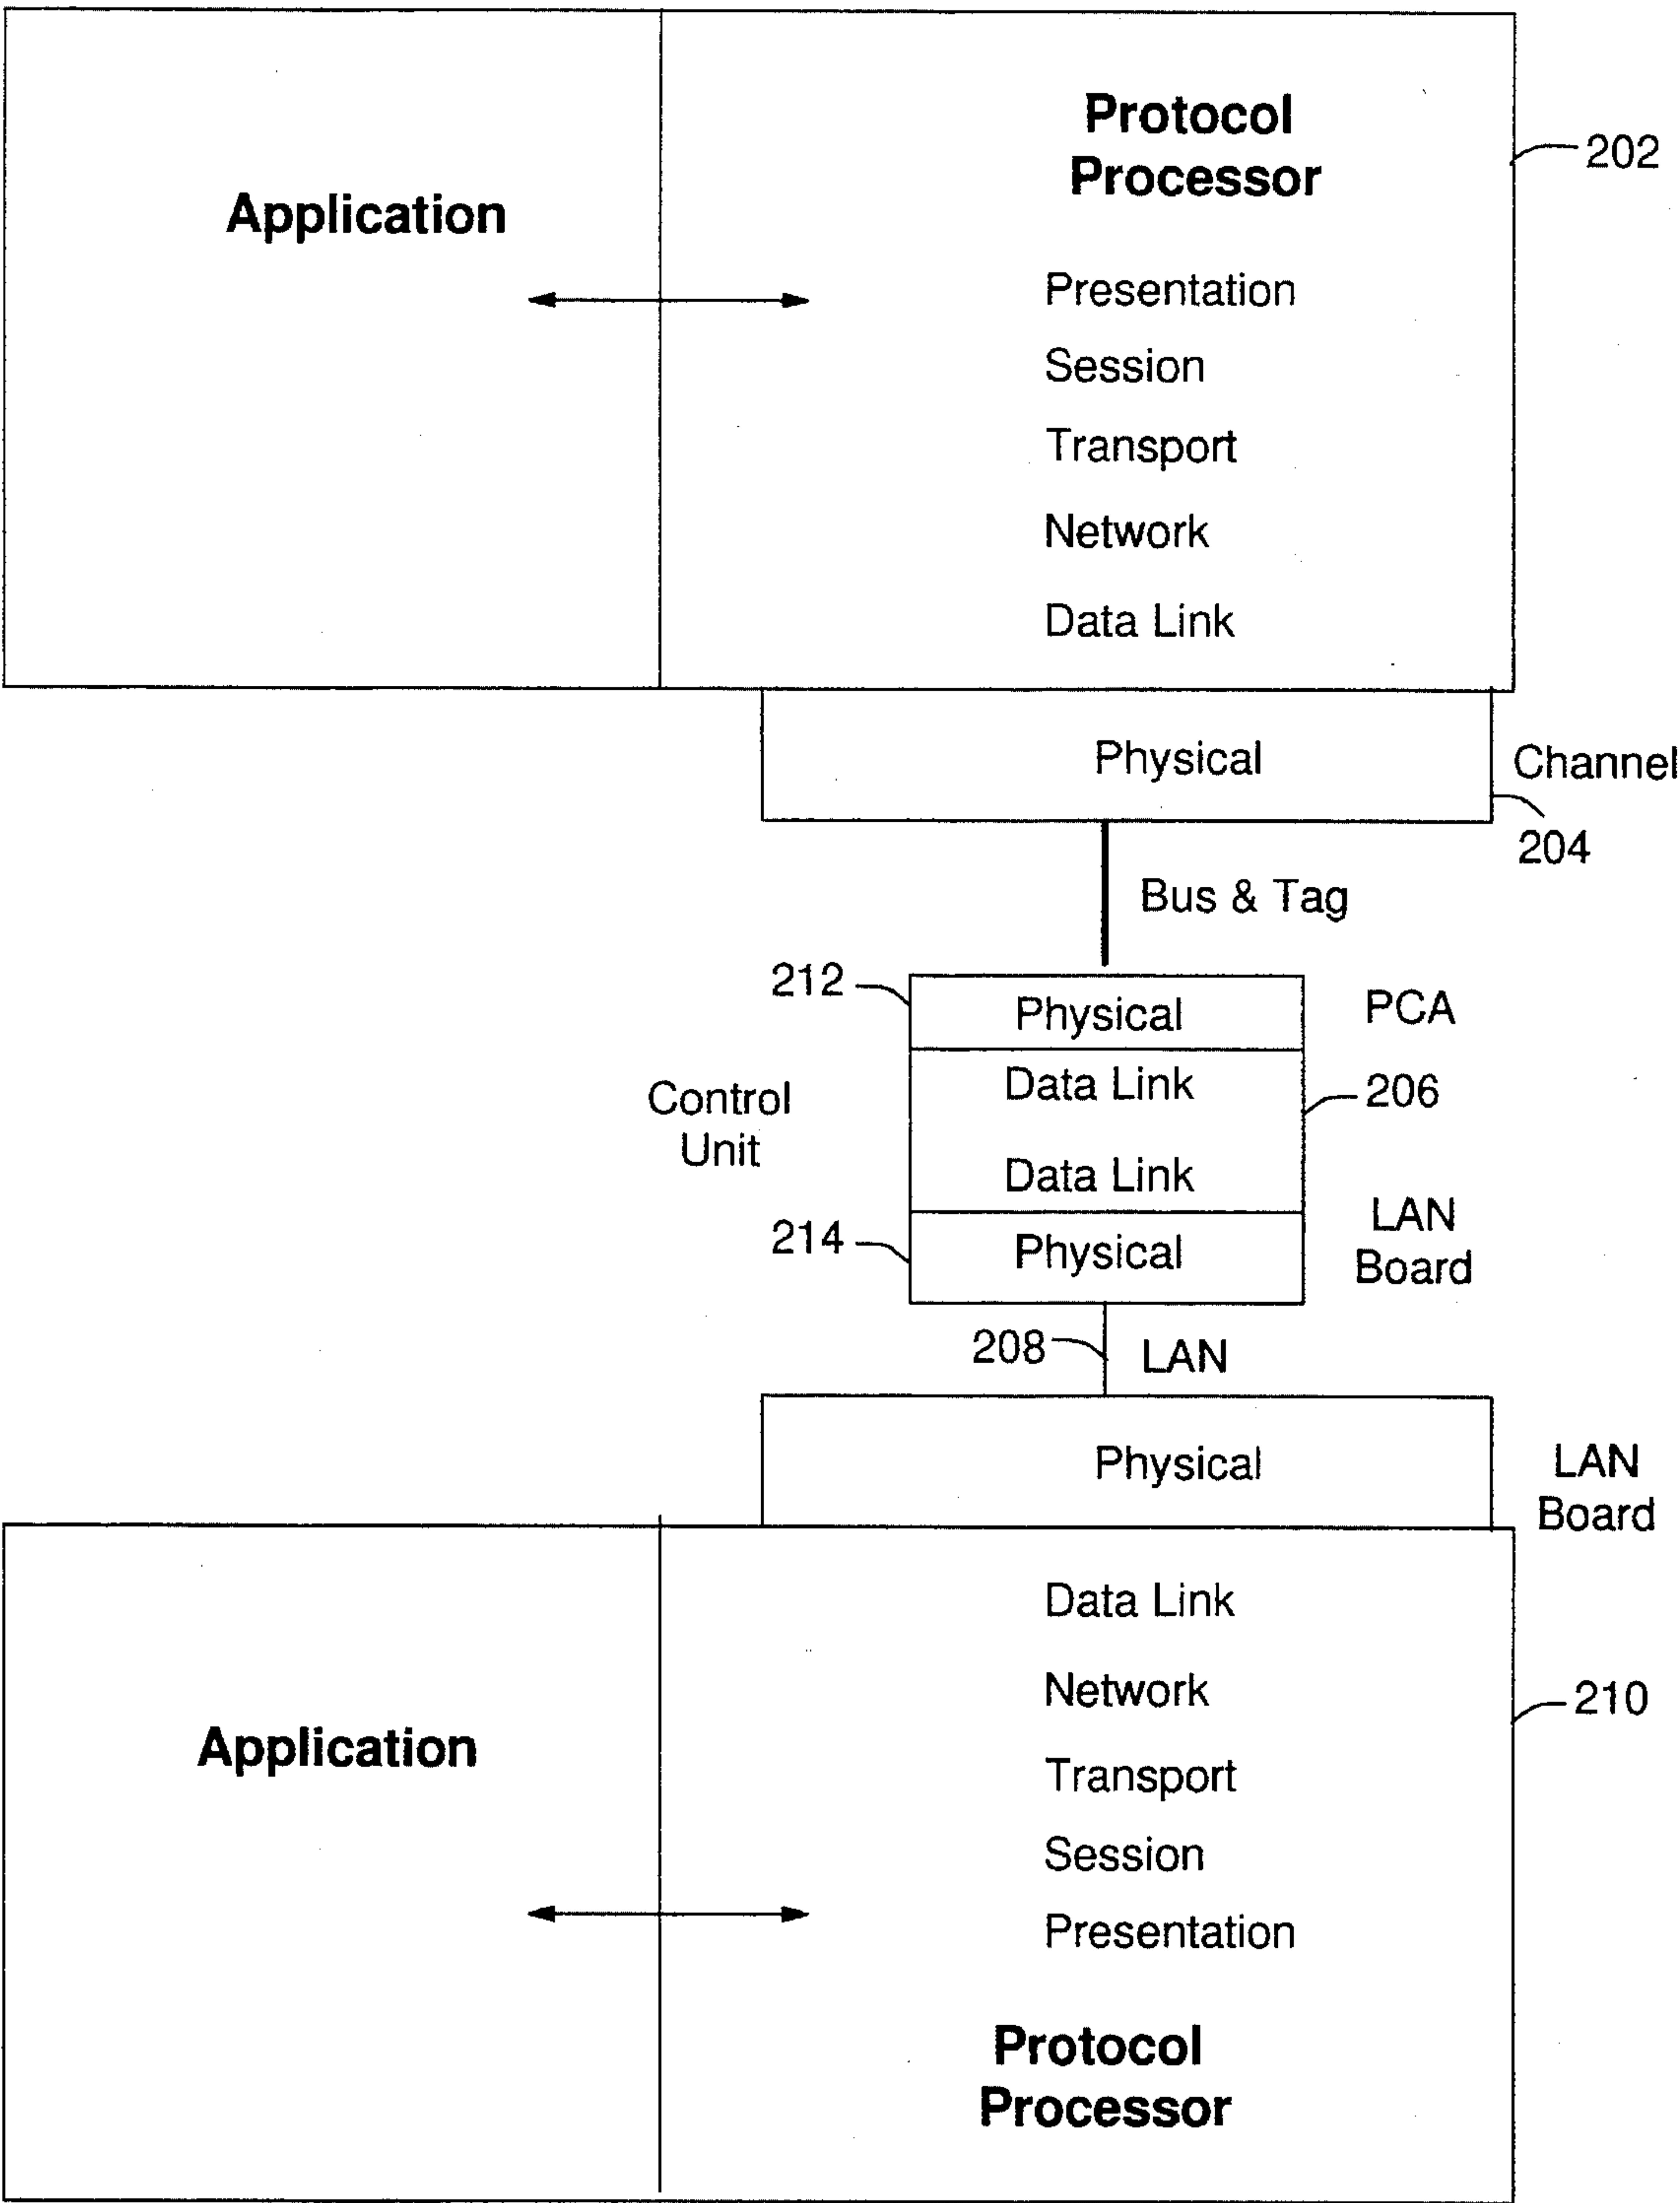 Protocol
Processor
202
Application
Presentation
Session
Transport
Network
Data Link
Physical
Channel
204
Bus & Tag
212
Physical
PCA
Control
Unit
Data Link
206
Data Link
LAN
Board
214
Physical
208
LAN
Physical
LAN
Board
Data Link
Network
210
Application
Transport
Session
Presentation
Protocol
Processor